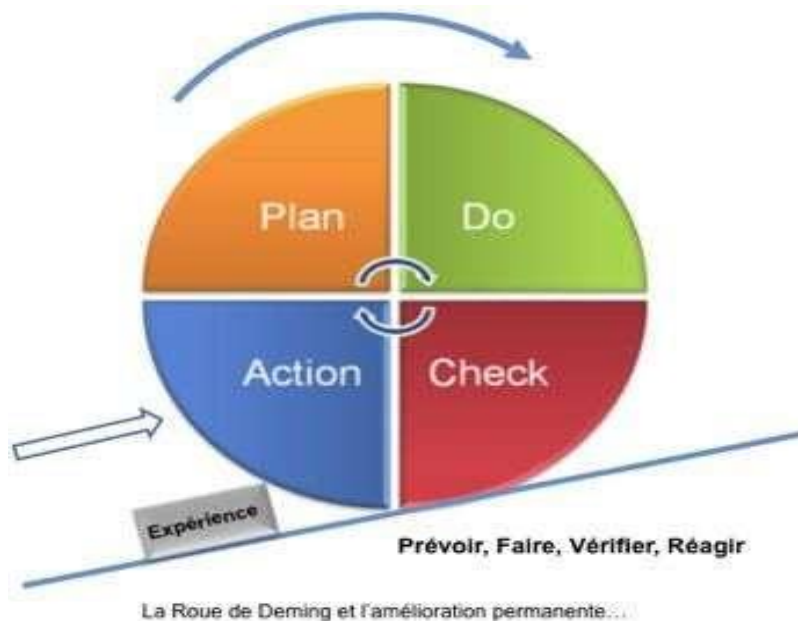 Plan
Do
Action
Check
Expérience
Prévoir, Faire, Vérifier, Réagir
La Roue de Deming et l'amélioration permanente…